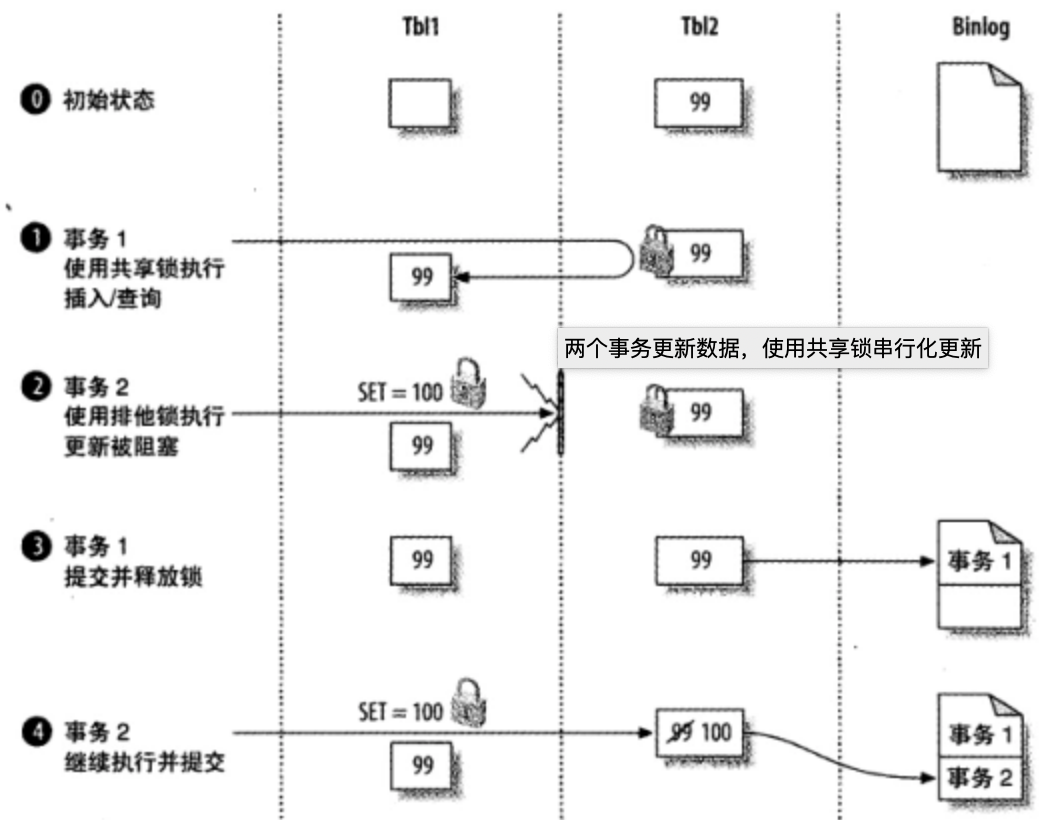 Tbl1 Tbl2 Binlog
0 初始状态 99
1 事务 1
使用共享锁执行
插入/查询
99 99
两个事务更新数据，使用共享锁串行化更新
2 事务 2
使用排他锁执行
更新被阻塞
SET = 100
99 99
3 事务 1
提交并释放锁
99 99 事务 1
4 事务 2
继续执行并提交
SET = 100
99 99 100
事务 1
事务 2